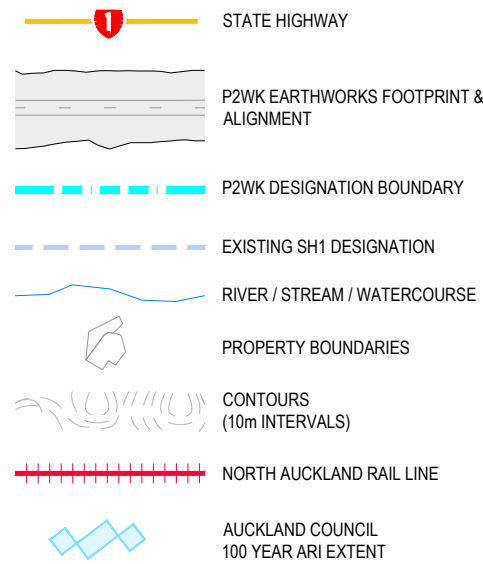 1
STATE HIGHWAY
P2WK EARTHWORKS FOOTPRINT &
ALIGNMENT
P2WK DESIGNATION BOUNDARY
EXISTING SH1 DESIGNATION
RIVER / STREAM / WATERCOURSE
PROPERTY BOUNDARIES
CONTOURS
(10m INTERVALS)
NORTH AUCKLAND RAIL LINE
AUCKLAND COUNCIL
100 YEAR ARI EXTENT